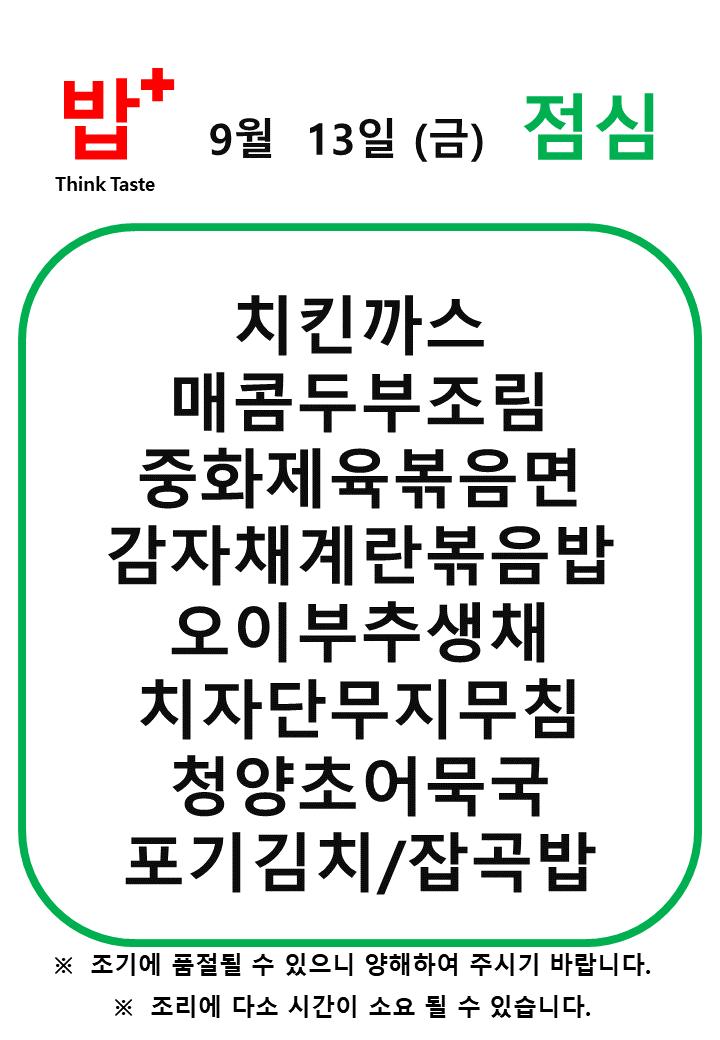 밥+ 9월 13일 (금) 점심
Think Taste
치킨까스
매콤두부조림
중화제육볶음면
감자채계란볶음밥
오이부추생채
치자단무지무침
청양초어묵국
포기김치/잡곡밥
※ 조기에 품절될 수 있으니 양해하여 주시기 바랍니다.
※ 조리에 다소 시간이 소요 될 수 있습니다.